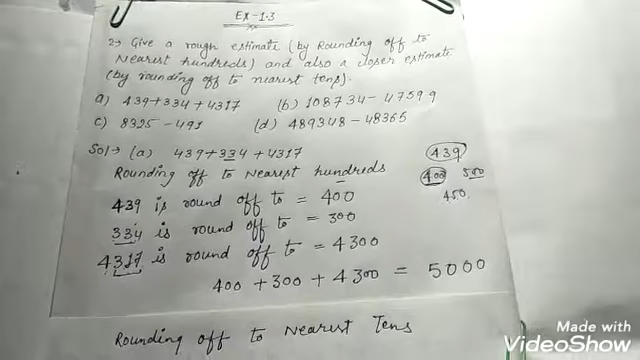 Ex-1.3
2→ Give a rough estimate (by Rounding off to
Nearest hundreds) and also a closer estimate
(by rounding off to nearest tens).
a) 439+334+4317 (b) 108734-47599
c) 8325-491 (d) 489348-48365
Sol→ (a) 439+334+4317
Rounding off to Nearest hundreds
439 is round off to = 400
334 is round off to = 300
4317 is round off to = 4300
400 + 300 + 4300 = 5000
439
400 500
450
Rounding off to Nearest Tens
Made with
VideoShow